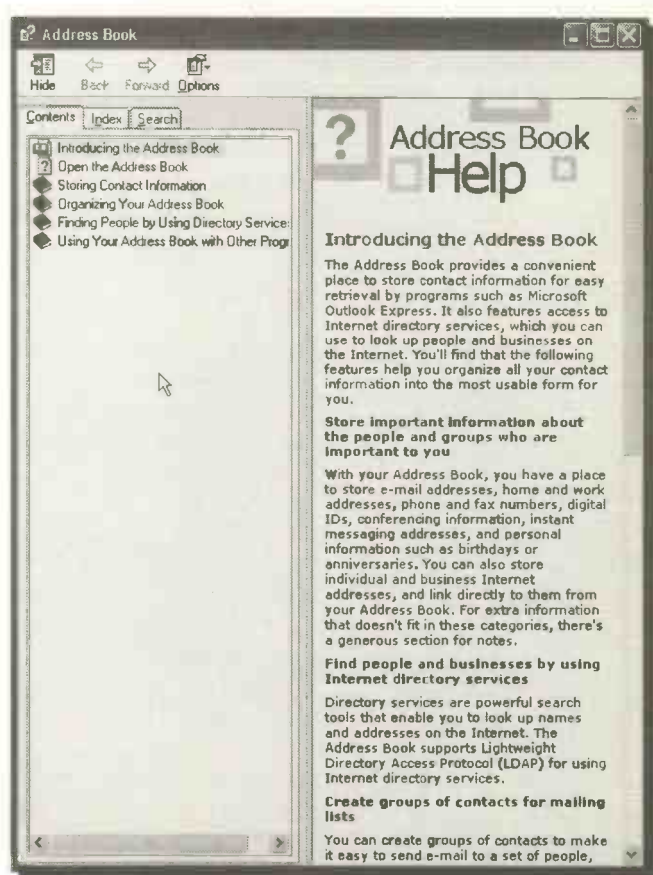 Address Book
Hide Back Forward Options
Contents Index Search
Introducing the Address Book
Open the Address Book
Storing Contact Information
Organizing Your Address Book
Finding People by Using Directory Service:
Using Your Address Book with Other Progr
Address Book
Help
Introducing the Address Book
The Address Book provides a convenient
place to store contact information for easy
retrieval by programs such as Microsoft
Outlook Express. It also features access to
Internet directory services, which you can
use to look up people and businesses on
the Internet. You'll find that the following
features help you organize all your contact
information into the most usable form for
you.
Store important information about
the people and groups who are
important to you
With your Address Book, you have a place
to store e-mail addresses, home and work
addresses, phone and fax numbers, digital
IDs, conferencing information, instant
messaging addresses, and personal
information such as birthdays or
anniversaries. You can also store
individual and business Internet
addresses, and link directly to them from
your Address Book. For extra information
that doesn't fit in these categories, there's
a generous section for notes.
Find people and businesses by using
Internet directory services
Directory services are powerful search
tools that enable you to look up names
and addresses on the Internet. The
Address Book supports Lightweight
Directory Access Protocol (LDAP) for using
Internet directory services.
Create groups of contacts for mailing
lists
You can create groups of contacts to make
it easy to send e-mail to a set of people,